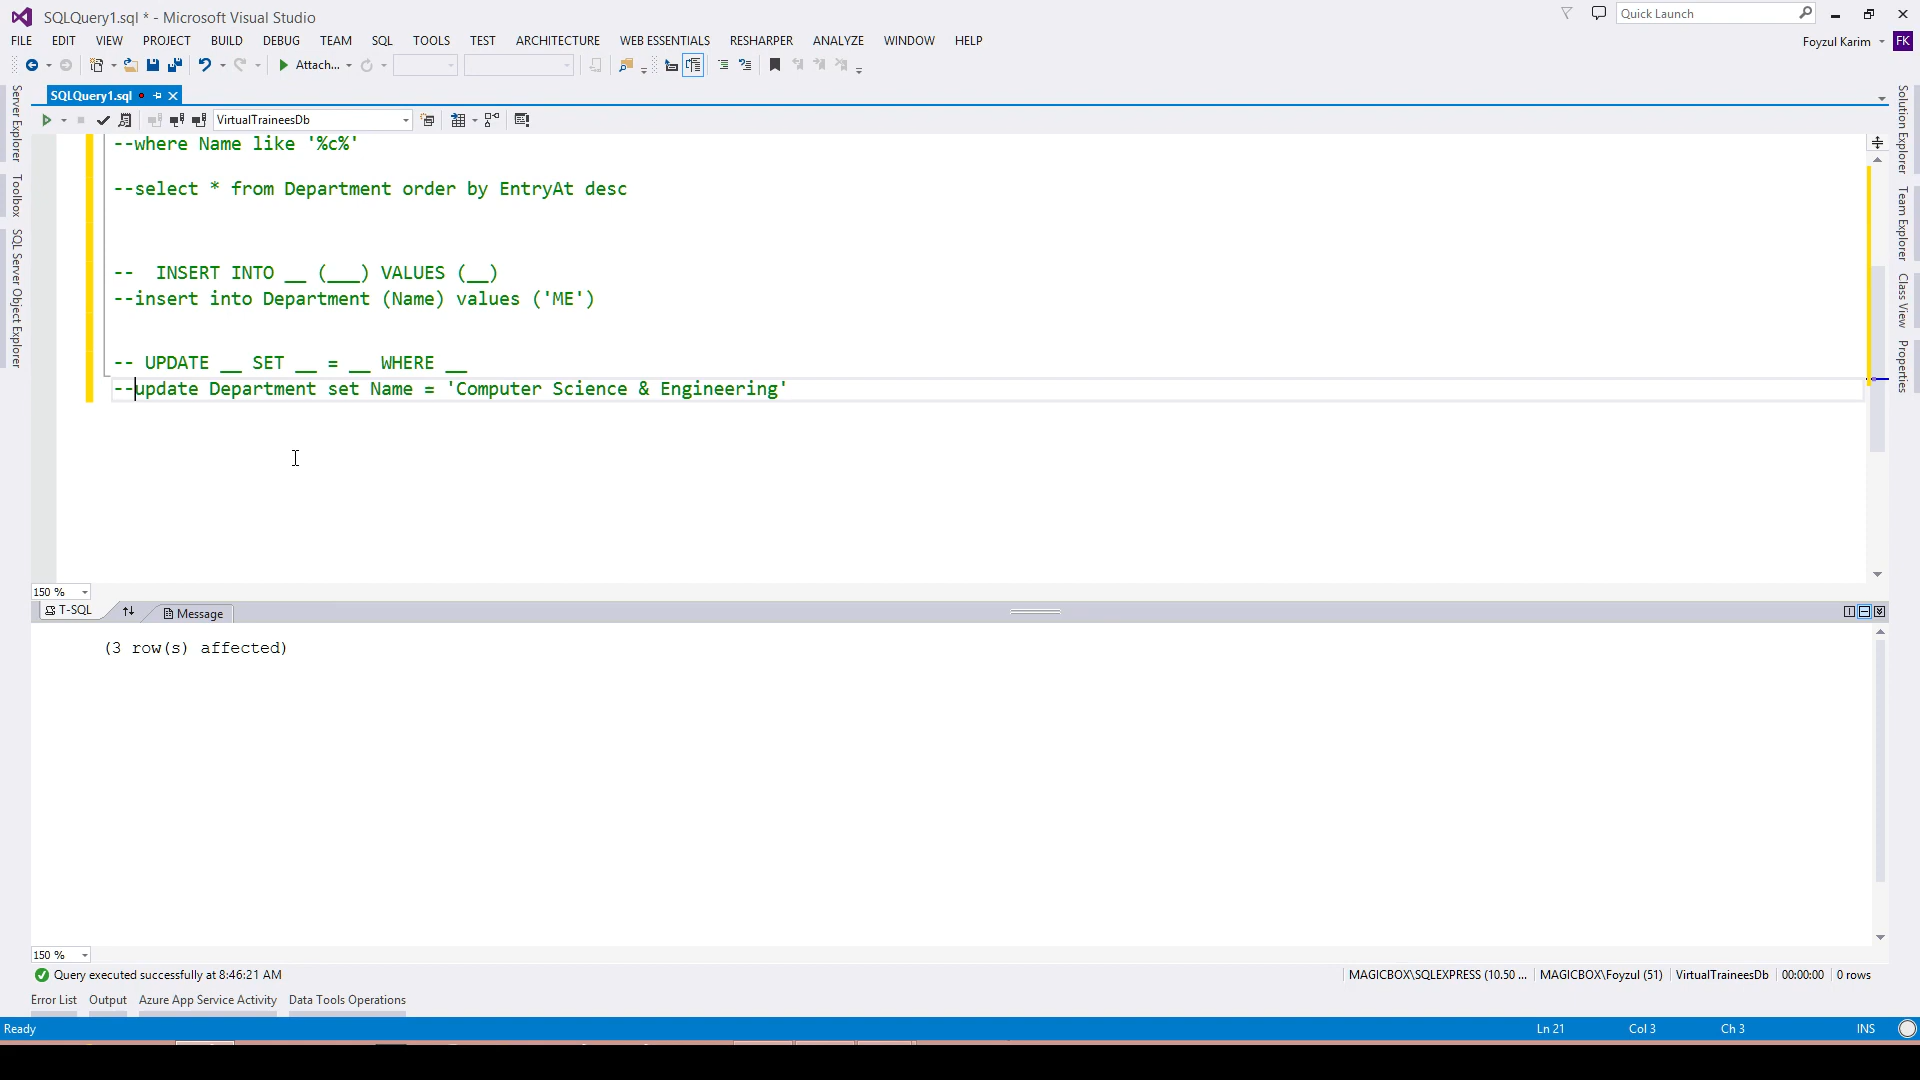 SQLQuery1.sql * - Microsoft Visual Studio
Quick Launch
FILE EDIT VIEW PROJECT BUILD DEBUG TEAM SQL TOOLS TEST ARCHITECTURE WEB ESSENTIALS RESHARPER ANALYZE WINDOW HELP
Foyzul Karim FK
Attach...
SQLQuery1.sql
VirtualTraineesDb
Server Explorer
Toolbox
SQL Server Object Explorer
Solution Explorer
Team Explorer
Class View
Properties
--where Name like '%c%'
--select * from Department order by EntryAt desc
--  INSERT INTO __ (___) VALUES (__)
--insert into Department (Name) values ('ME')
-- UPDATE __ SET __ = __ WHERE __
--update Department set Name = 'Computer Science & Engineering'
150 %
T-SQL Message
(3 row(s) affected)
150 %
Query executed successfully at 8:46:21 AM
MAGICBOX\SQLEXPRESS (10.50 ... MAGICBOX\Foyzul (51) VirtualTraineesDb 00:00:00 0 rows
Error List Output Azure App Service Activity Data Tools Operations
Ready
Ln 21 Col 3 Ch 3 INS